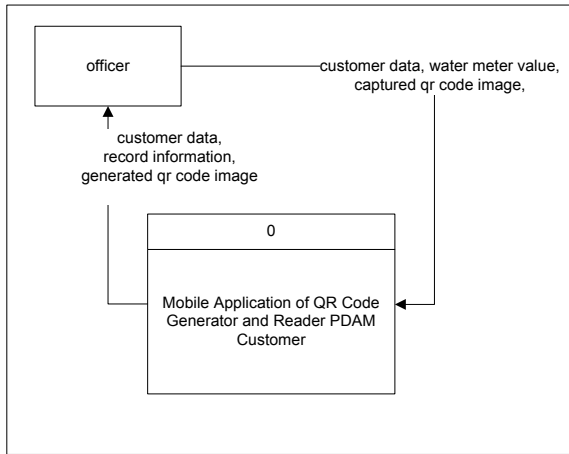 officer
customer data, water meter value,
captured qr code image,
customer data,
record information,
generated qr code image
0
Mobile Application of QR Code
Generator and Reader PDAM
Customer